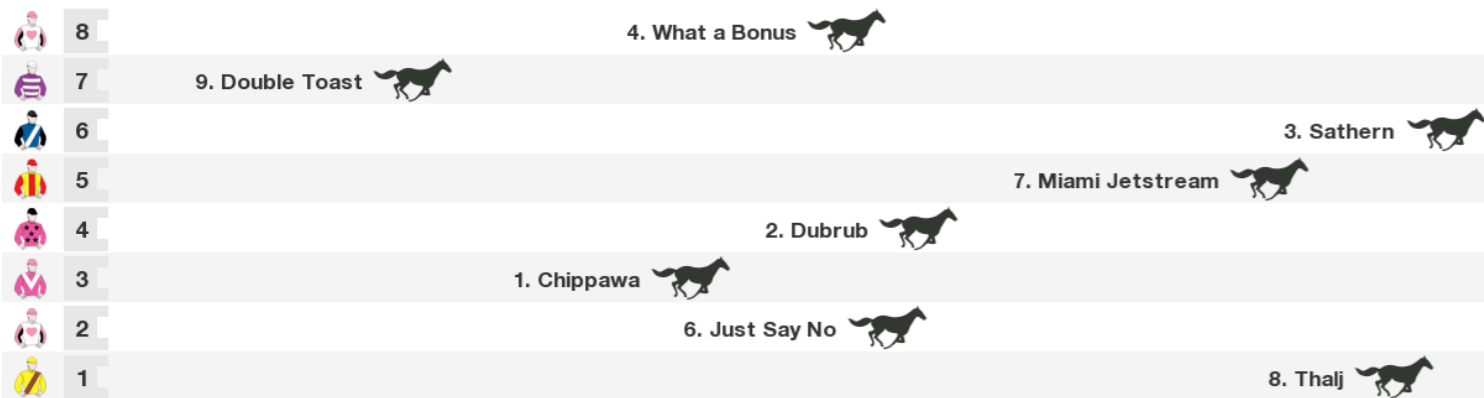 8 4. What a Bonus
7 9. Double Toast
6 3. Sathern
5 7. Miami Jetstream
4 2. Dubrub
3 1. Chippawa
2 6. Just Say No
1 8. Thalj